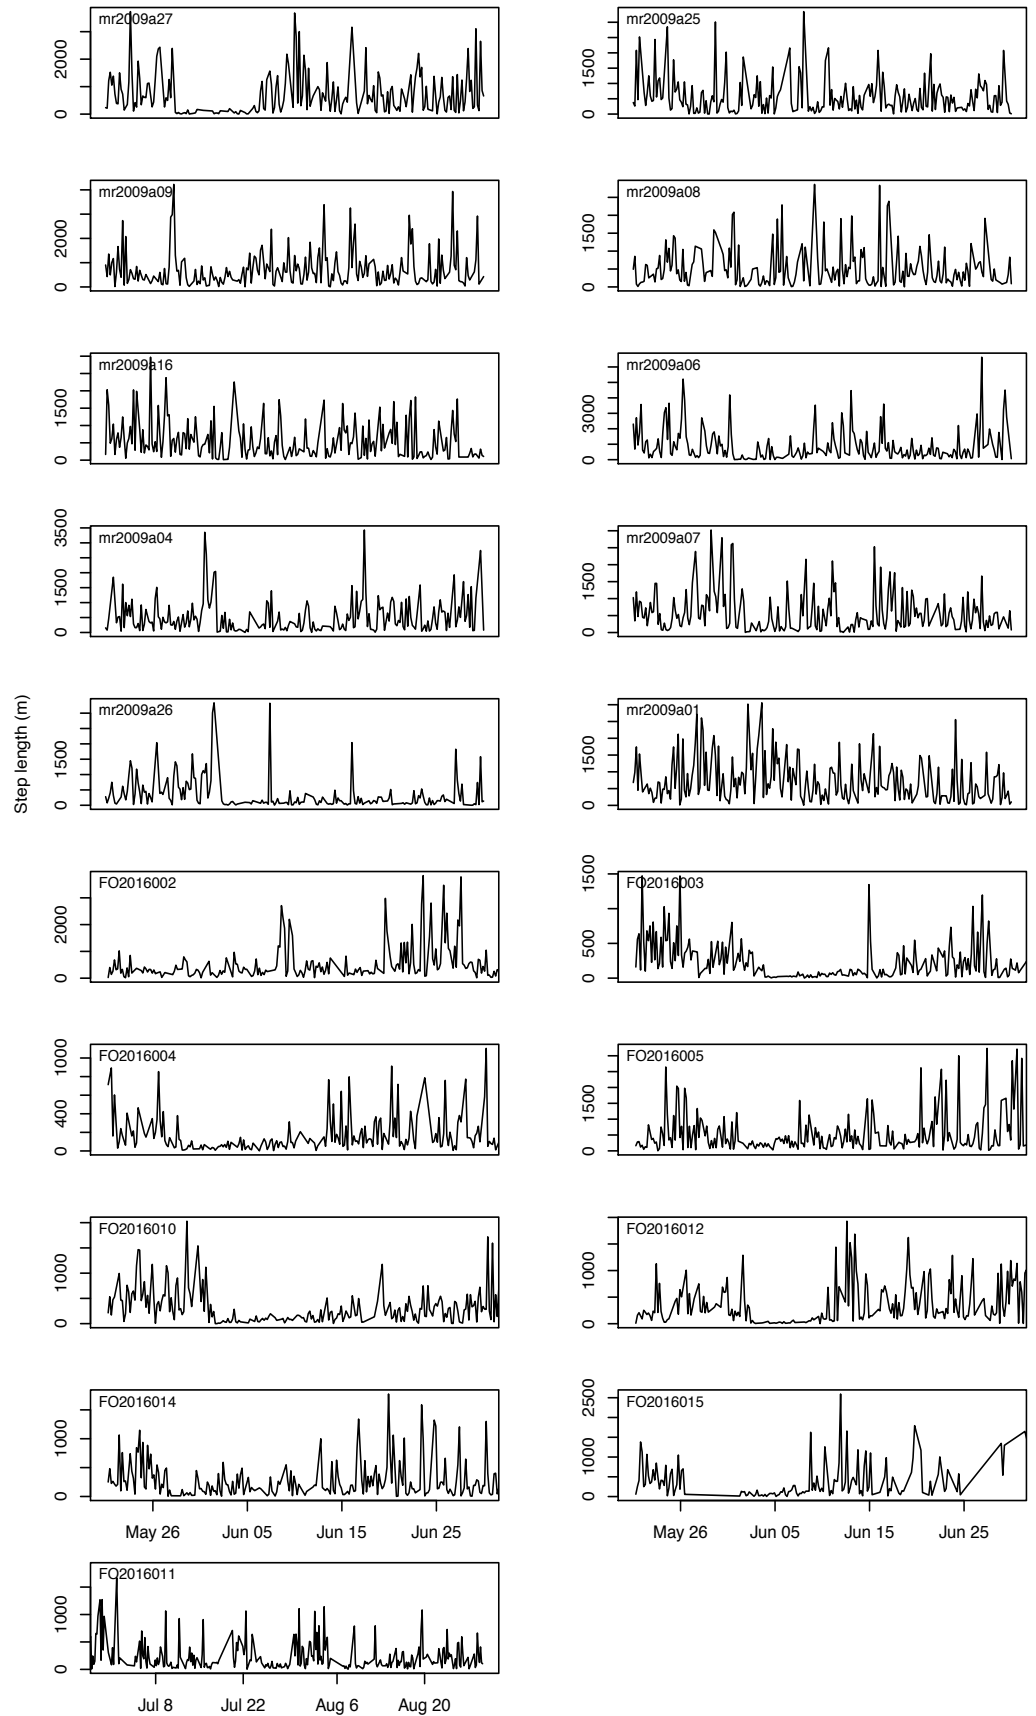 mr2009a27
0 2000
mr2009a25
0 1500
mr2009a09
0 2000
mr2009a08
0 1500
mr2009a16
0 1500
mr2009a06
0 3000
mr2009a04
0 1500 3500
mr2009a07
0 1500
Step length (m)
mr2009a26
0 1500
mr2009a01
0 1500
FO2016002
0 2000
FO2016003
0 500 1500
FO2016004
0 400 1000
FO2016005
0 1500
FO2016010
0 1000
FO2016012
0 1000
FO2016014
0 1000
FO2016015
0 1000 2500
May 26 Jun 05 Jun 15 Jun 25
May 26 Jun 05 Jun 15 Jun 25
FO2016011
0 1000
Jul 8 Jul 22 Aug 6 Aug 20